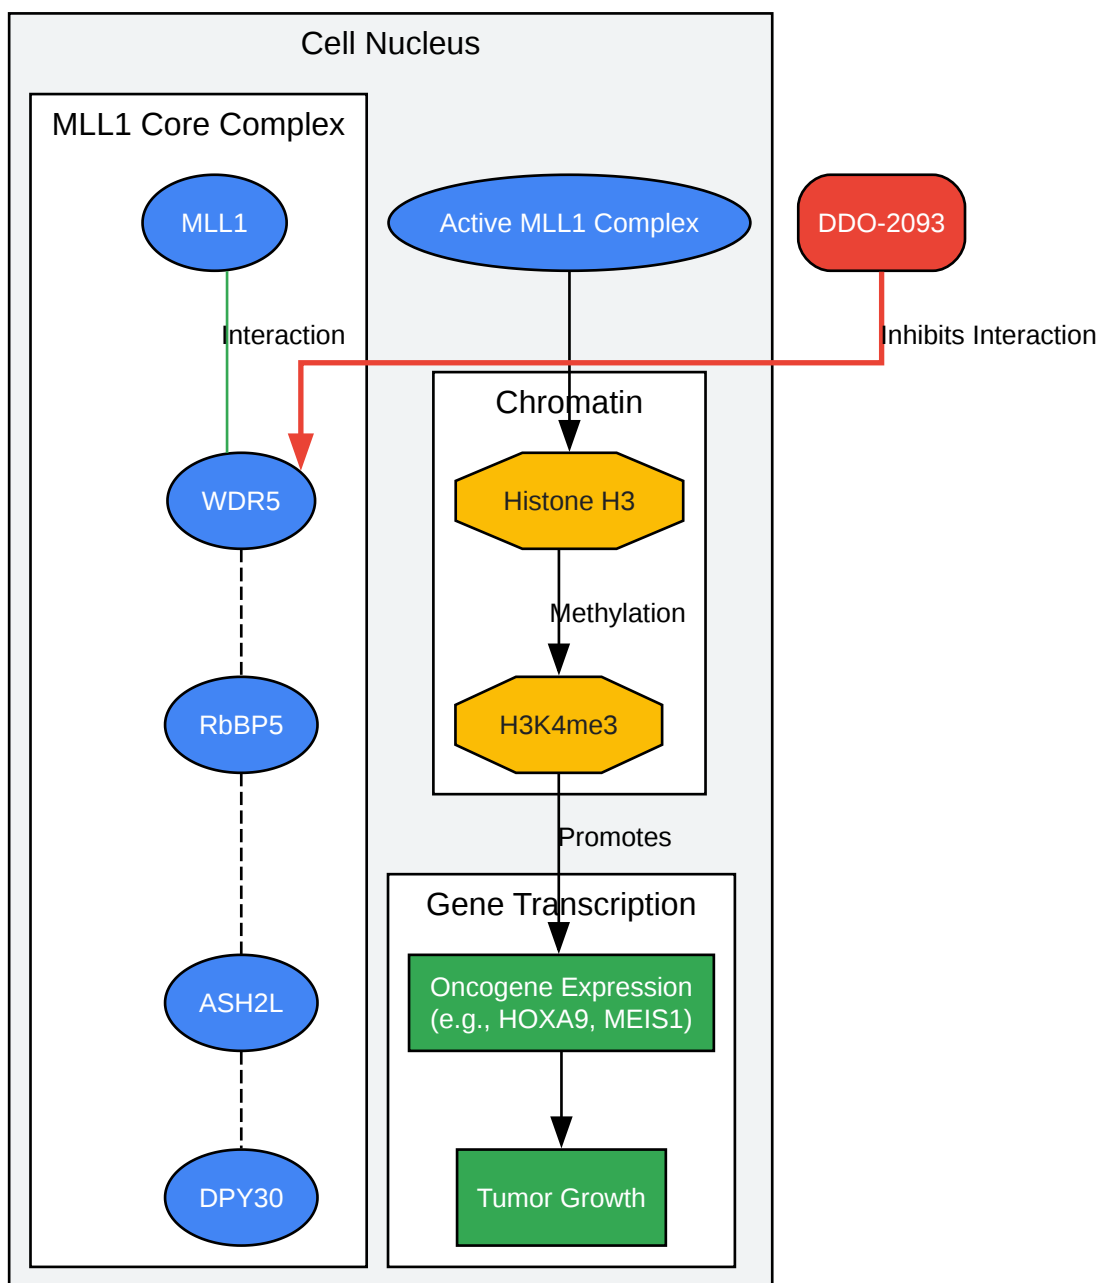 Cell Nucleus
MLL1 Core Complex
MLL1
Active MLL1 Complex
DDO-2093
Interaction
Inhibits Interaction
Chromatin
WDR5
Histone H3
Methylation
RbBP5
H3K4me3
Promotes
Gene Transcription
ASH2L
Oncogene Expression
(e.g., HOXA9, MEIS1)
DPY30
Tumor Growth